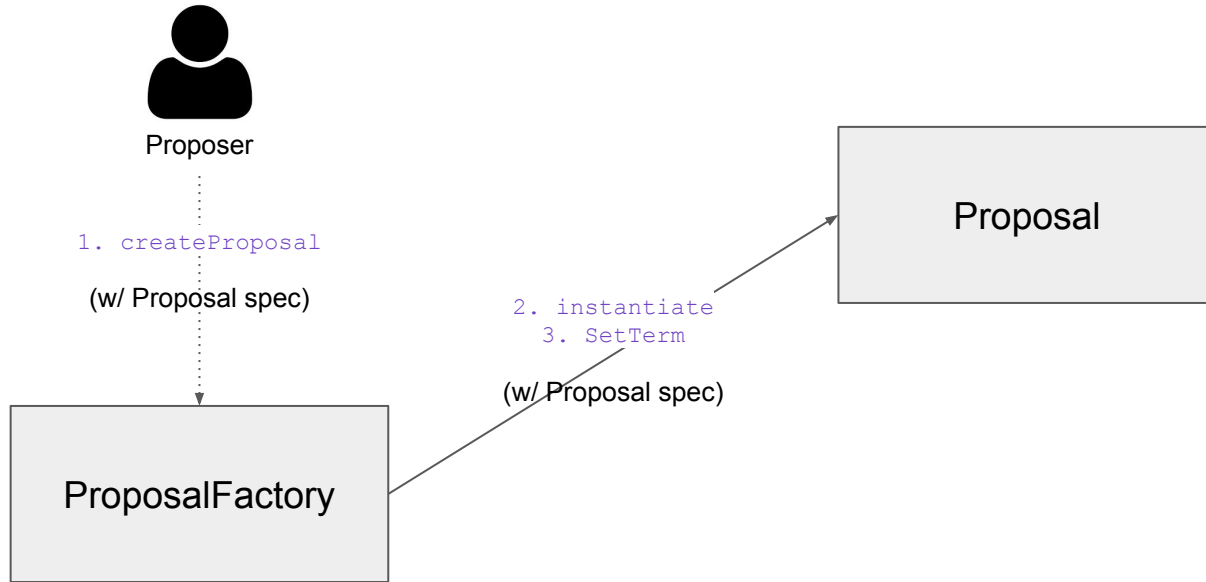 Proposer
1. createProposal
(w/ Proposal spec)
ProposalFactory
2. instantiate
3. SetTerm
(w/ Proposal spec)
Proposal